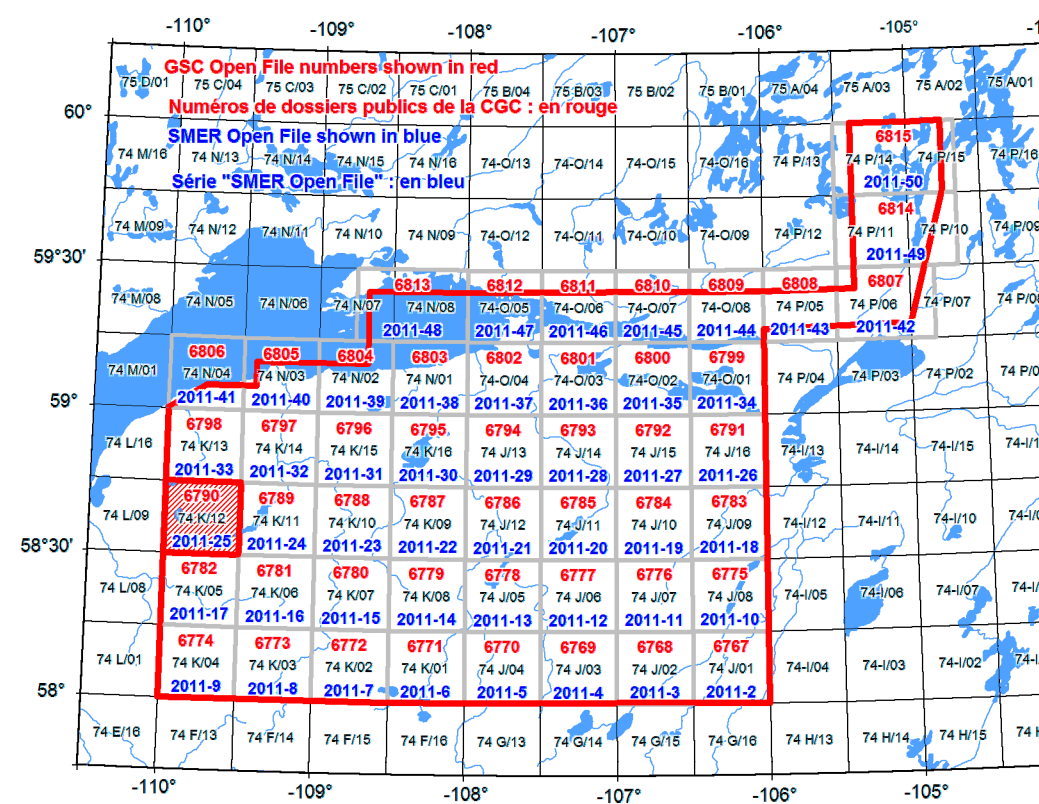 -110° -109° -108° -107° -106° -105° -1
GSC Open File numbers shown in red
75 D/01 75 C/04 75 C/03 75 C/02 75 C/01 75 B/04 75 B/03 75 B/02 75 B/01 75 A/04 75 A/03 75 A/02 75 A/01
60°
Numéros de dossiers publics de la CGC : en rouge
SMER Open File shown in blue
6815
74 M/16 74 N/13 74 N/14 74 N/15 74 N/16 74-O/13 74-O/14 74-O/15 74-O/16 74 P/13 74 P/14 74 P/15 74 P/16
Série "SMER Open File" : en bleu
2011-50
6814
74 M/09 74 N/12 74 N/11 74 N/10 74 N/09 74-O/12 74-O/11 74-O/10 74-O/09 74 P/12 74 P/11 74 P/10 74 P/09
59°30'
2011-49
6813 6812 6811 6810 6809 6808 6807
74 M/08 74 N/05 74 N/06 74 N/07 74 N/08 74-O/05 74-O/06 74-O/07 74-O/08 74 P/05 74 P/06 74 P/07 74 P/08
2011-48 2011-47 2011-46 2011-45 2011-44 2011-43 2011-42
6806 6805 6804 6803 6802 6801 6800 6799
74 M/01 74 N/04 74 N/03 74 N/02 74 N/01 74-O/04 74-O/03 74-O/02 74-O/01 74 P/04 74 P/03 74 P/02 74 P/0
59°
2011-41 2011-40 2011-39 2011-38 2011-37 2011-36 2011-35 2011-34
6798 6797 6796 6795 6794 6793 6792 6791
74 L/16 74 K/13 74 K/14 74 K/15 74 K/16 74 J/13 74 J/14 74 J/15 74 J/16 74-I/13 74-I/14 74-I/15 74-I/1
2011-33 2011-32 2011-31 2011-30 2011-29 2011-28 2011-27 2011-26
6790 6789 6788 6787 6786 6785 6784 6783
74 L/09 74 K/12 74 K/11 74 K/10 74 K/09 74 J/12 74 J/11 74 J/10 74 J/09 74-I/12 74-I/11 74-I/10 74-I/0
58°30'
2011-25 2011-24 2011-23 2011-22 2011-21 2011-20 2011-19 2011-18
6782 6781 6780 6779 6778 6777 6776 6775
74 L/08 74 K/05 74 K/06 74 K/07 74 K/08 74 J/05 74 J/06 74 J/07 74 J/08 74-I/05 74-I/06 74-I/07 74-I/
2011-17 2011-16 2011-15 2011-14 2011-13 2011-12 2011-11 2011-10
6774 6773 6772 6771 6770 6769 6768 6767
74 L/01 74 K/04 74 K/03 74 K/02 74 K/01 74 J/04 74 J/03 74 J/02 74 J/01 74-I/04 74-I/03 74-I/02 74-I/
58°
2011-9 2011-8 2011-7 2011-6 2011-5 2011-4 2011-3 2011-2
74 E/16 74 F/13 74 F/14 74 F/15 74 F/16 74 G/13 74 G/14 74 G/15 74 G/16 74 H/13 74 H/14 74 H/15 74 H
-110° -109° -108° -107° -106° -105°